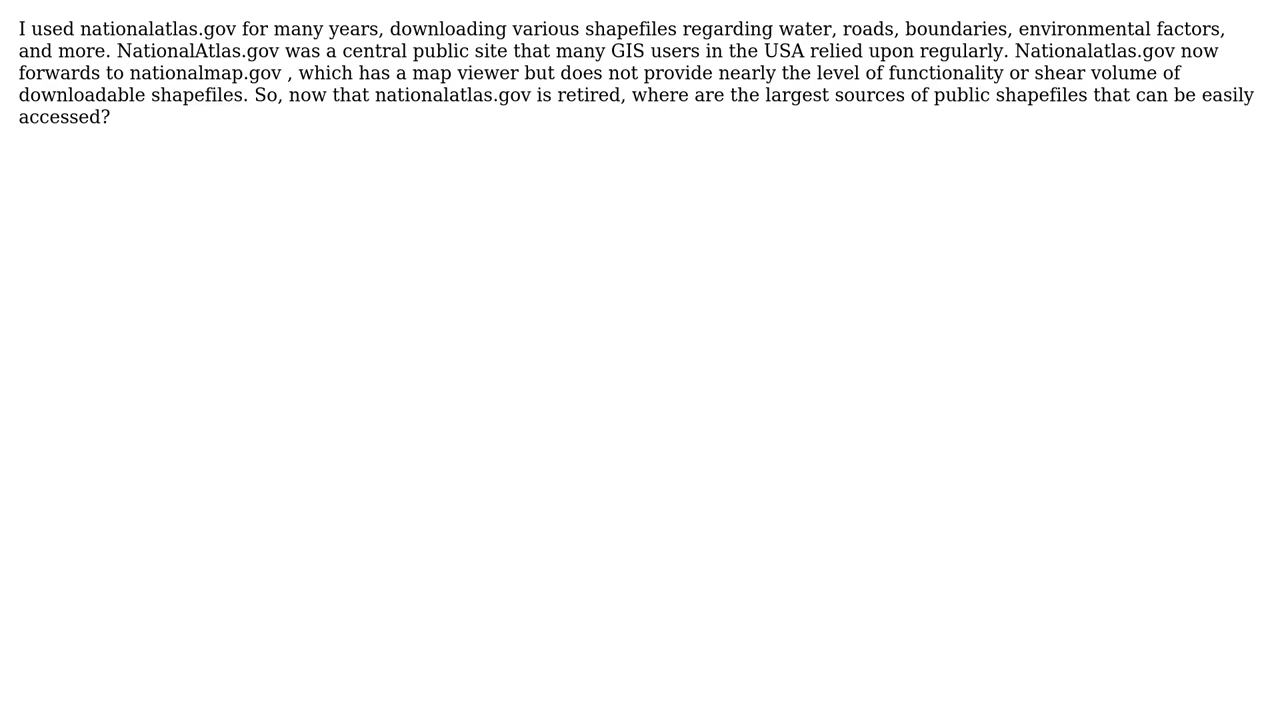 I used nationalatlas.gov for many years, downloading various shapefiles regarding water, roads, boundaries, environmental factors,
and more. NationalAtlas.gov was a central public site that many GIS users in the USA relied upon regularly. Nationalatlas.gov now
forwards to nationalmap.gov , which has a map viewer but does not provide nearly the level of functionality or shear volume of
downloadable shapefiles. So, now that nationalatlas.gov is retired, where are the largest sources of public shapefiles that can be easily
accessed?